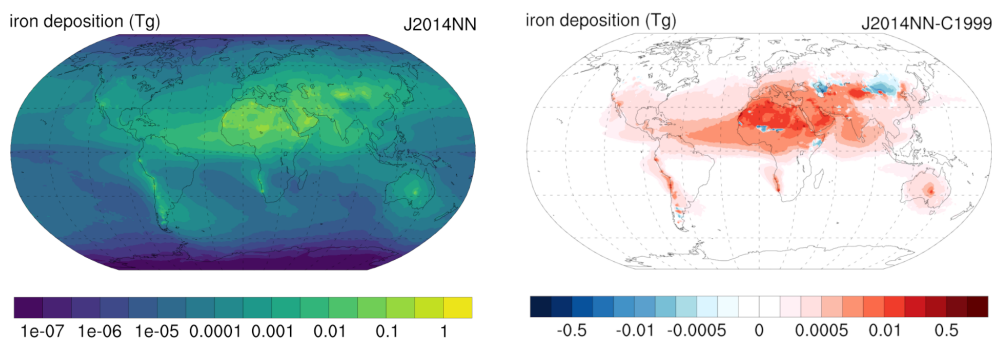 iron deposition (Tg) J2014NN
1e-07 1e-06 1e-05 0.0001 0.001 0.01 0.1 1
iron deposition (Tg) J2014NN-C1999
-0.5 -0.01 -0.0005 0 0.0005 0.01 0.5